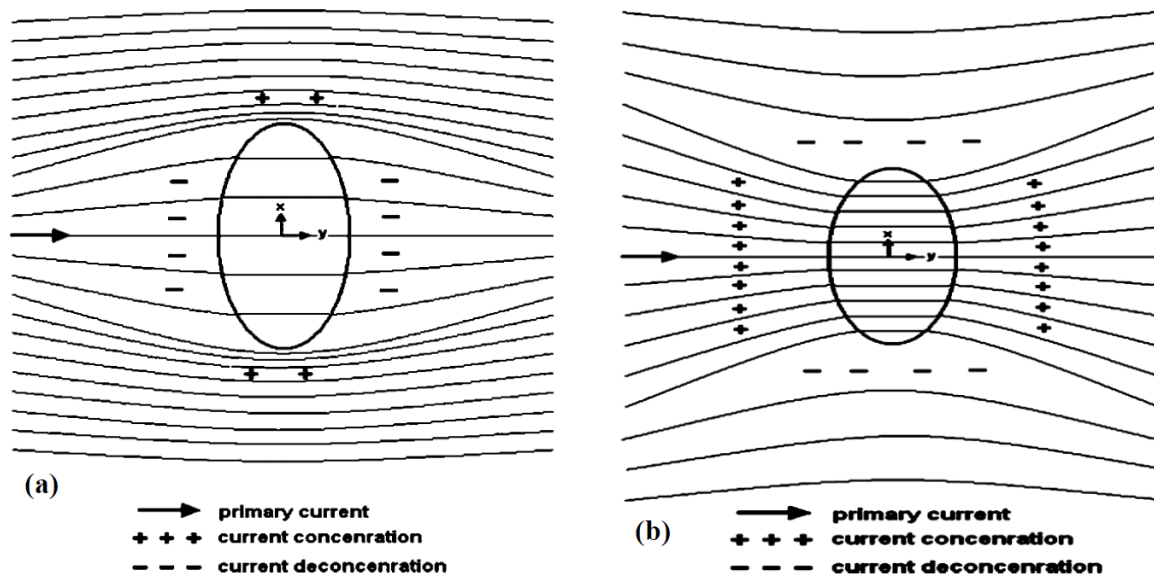 x
y
(a)
primary current
current concenration
current deconcenration
x
y
(b)
primary current
current concenration
current deconcenration